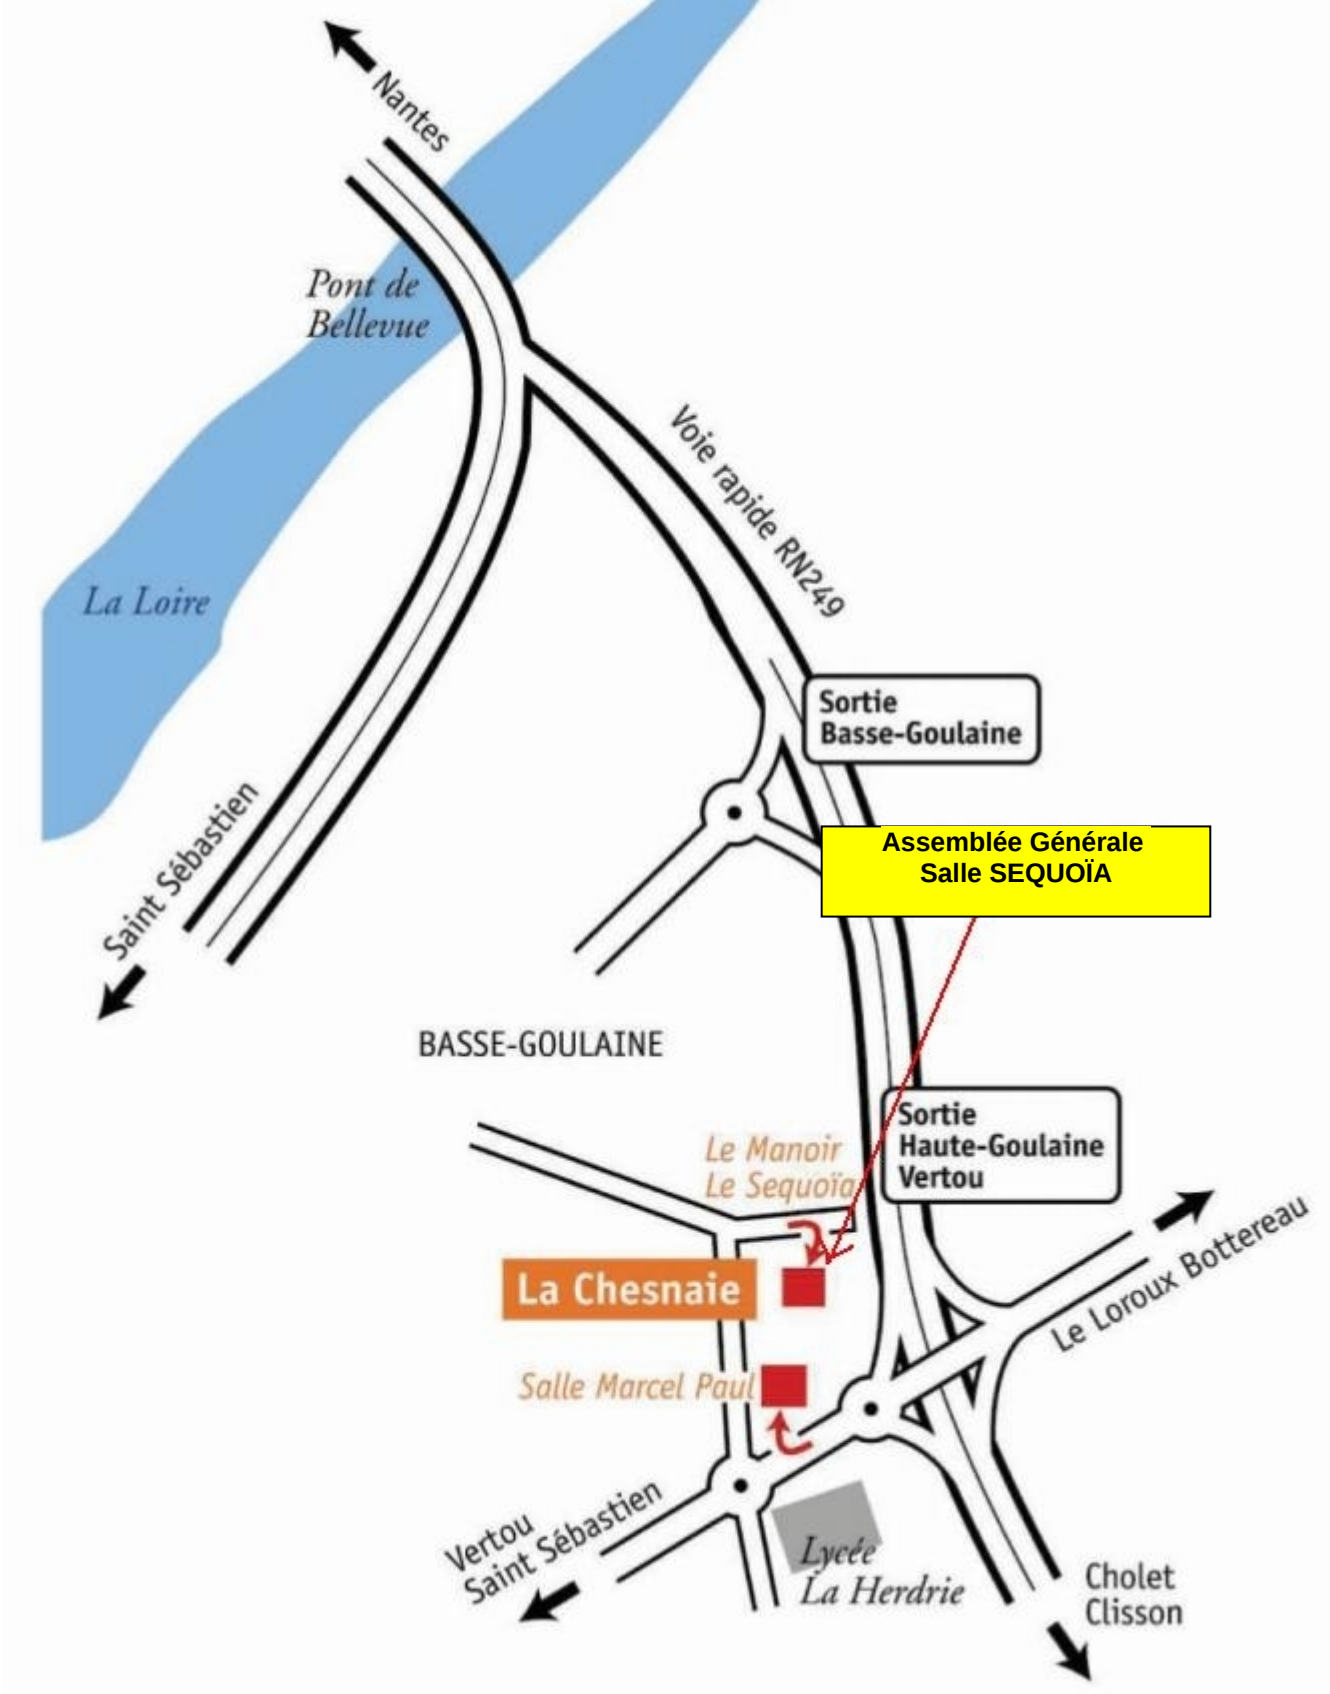 Nantes
Pont de
Bellevue
Voie rapide RN249
La Loire
Sortie
Basse-Goulaine
Saint Sébastien
Assemblée Générale
Salle SEQUOÏA
BASSE-GOULAINE
Sortie
Haute-Goulaine
Vertou
Le Manoir
Le Sequoïa
La Chesnaie
Le Loroux Bottereau
Salle Marcel Paul
Vertou
Saint Sébastien
Lycée
La Herdrie
Cholet
Clisson